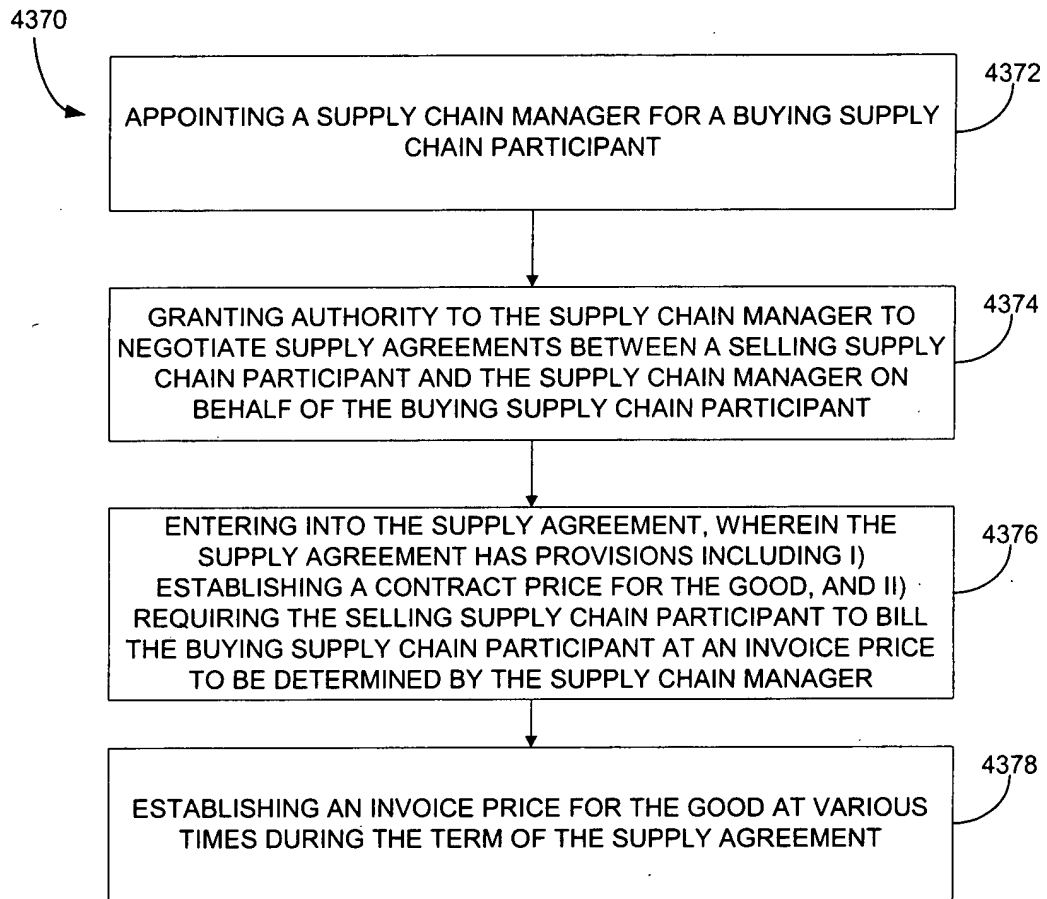 4370
4372
APPOINTING A SUPPLY CHAIN MANAGER FOR A BUYING SUPPLY
CHAIN PARTICIPANT
4374
GRANTING AUTHORITY TO THE SUPPLY CHAIN MANAGER TO
NEGOTIATE SUPPLY AGREEMENTS BETWEEN A SELLING SUPPLY
CHAIN PARTICIPANT AND THE SUPPLY CHAIN MANAGER ON
BEHALF OF THE BUYING SUPPLY CHAIN PARTICIPANT
4376
ENTERING INTO THE SUPPLY AGREEMENT, WHEREIN THE
SUPPLY AGREEMENT HAS PROVISIONS INCLUDING I)
ESTABLISHING A CONTRACT PRICE FOR THE GOOD, AND II)
REQUIRING THE SELLING SUPPLY CHAIN PARTICIPANT TO BILL
THE BUYING SUPPLY CHAIN PARTICIPANT AT AN INVOICE PRICE
TO BE DETERMINED BY THE SUPPLY CHAIN MANAGER
4378
ESTABLISHING AN INVOICE PRICE FOR THE GOOD AT VARIOUS
TIMES DURING THE TERM OF THE SUPPLY AGREEMENT